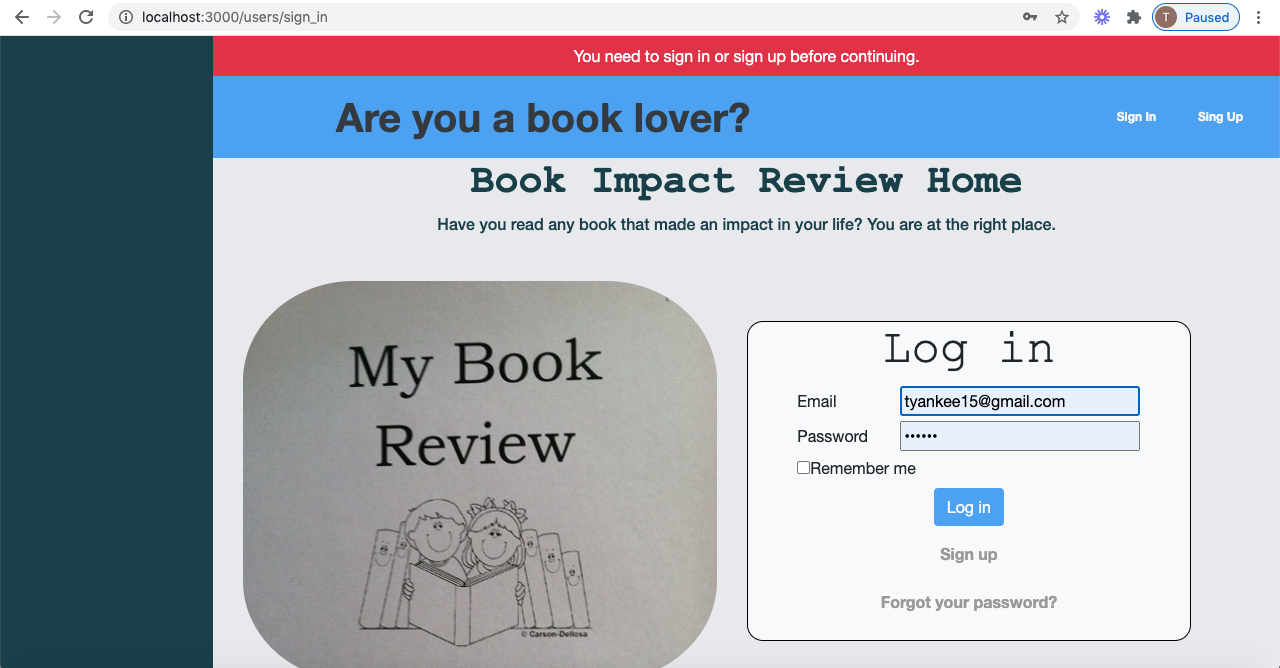 localhost:3000/users/sign_in
T Paused
You need to sign in or sign up before continuing.
Are you a book lover?
Sign In
Sing Up
Book Impact Review Home
Have you read any book that made an impact in your life? You are at the right place.
My Book
Review
© Carson-Dellosa
Log in
Email tyankee15@gmail.com
Password ••••••
Remember me
Log in
Sign up
Forgot your password?